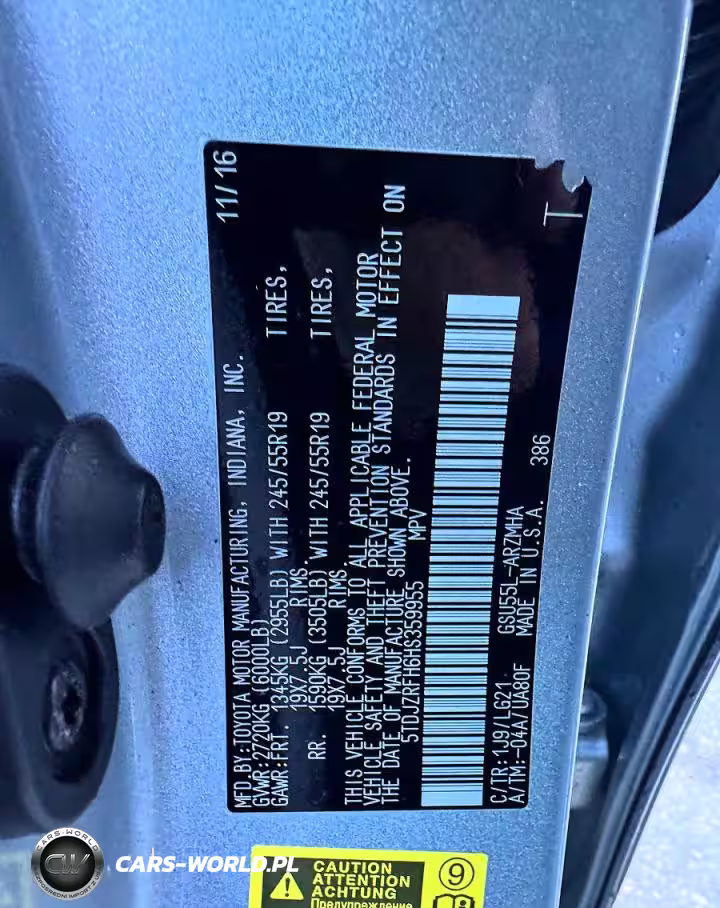 MFD.BY:TOYOTA MOTOR MANUFACTURING, INDIANA, INC. 11/16
GVWR:2720KG (6000LB)
GAWR:FRT. 1345KG (2955LB) WITH 245/55R19 TIRES,
19X7.5J RIMS.
RR. 1590KG (3505LB) WITH 245/55R19 TIRES,
19X7.5J RIMS.
THIS VEHICLE CONFORMS TO ALL APPLICABLE FEDERAL MOTOR
VEHICLE SAFETY AND THEFT PREVENTION STANDARDS IN EFFECT ON
THE DATE OF MANUFACTURE SHOWN ABOVE.
5TDJZRFH6HS359955 MPV
C/TR:1J9/LG21 GSU55L-ARZMHA 386
A/TM:-04A/UA80F MADE IN U.S.A.
T
CAUTION
ATTENTION
ACHTUNG
Предупреждение
9
CW
CARS-WORLD.PL